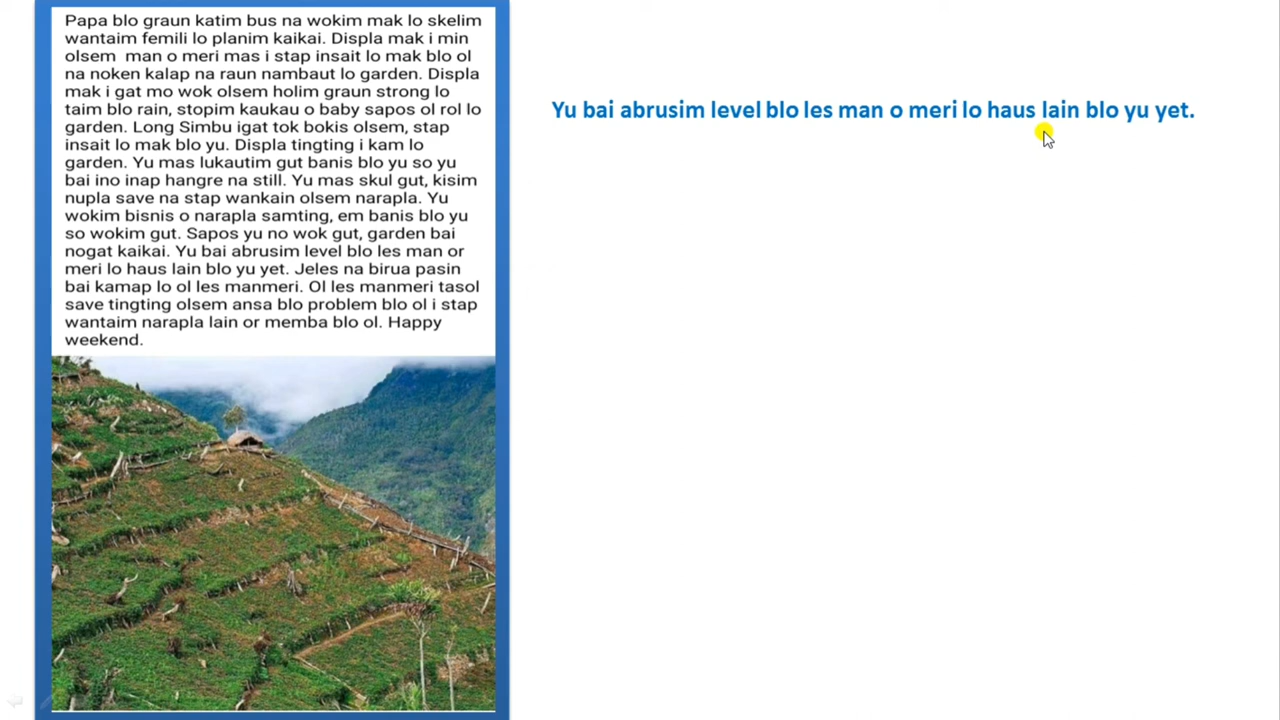 Papa blo graun katim bus na wokim mak lo skelim
wantaim femili lo planim kaikai. Displa mak i min
olsem man o meri mas i stap insait lo mak blo ol
na noken kalap na raun nambaut lo garden. Displa
mak i gat mo wok olsem holim graun strong lo
taim blo rain, stopim kaukau o baby sapos ol rol lo
garden. Long Simbu igat tok bokis olsem, stap
insait lo mak blo yu. Displa tingting i kam lo
garden. Yu mas lukautim gut banis blo yu so yu
bai ino inap hangre na still. Yu mas skul gut, kisim
nupla save na stap wankain olsem narapla. Yu
wokim bisnis o narapla samting, em banis blo yu
so wokim gut. Sapos yu no wok gut, garden bai
nogat kaikai. Yu bai abrusim level blo les man or
meri lo haus lain blo yu yet. Jeles na birua pasin
bai kamap lo ol les manmeri. Ol les manmeri tasol
save tingting olsem ansa blo problem blo ol i stap
wantaim narapla lain or memba blo ol. Happy
weekend.
Yu bai abrusim level blo les man o meri lo haus lain blo yu yet.